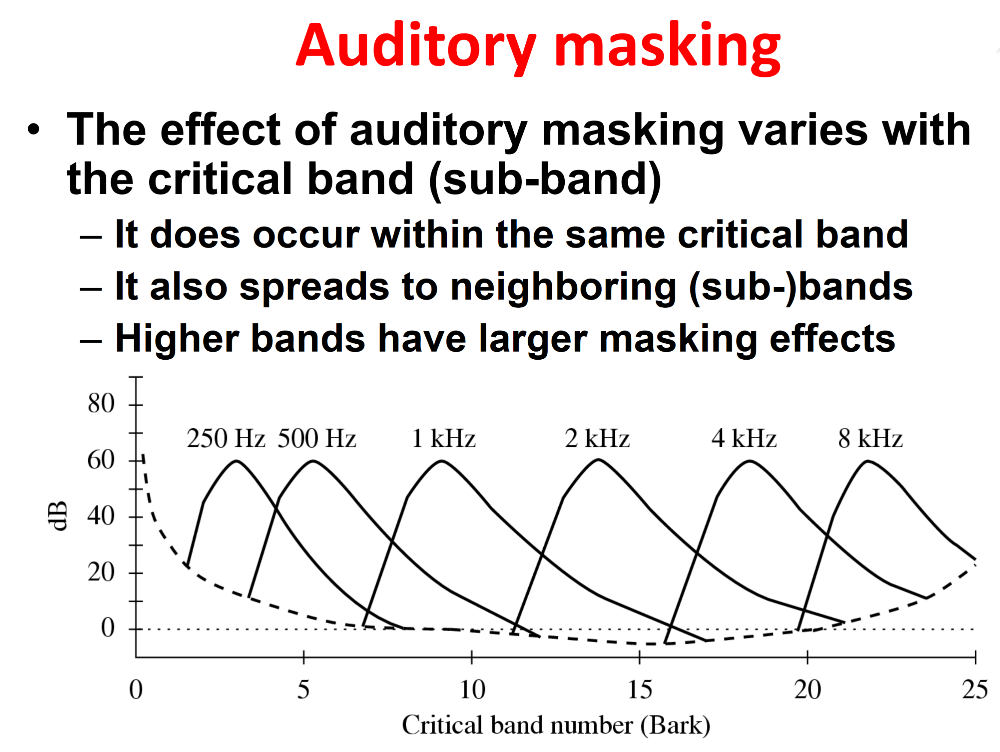 Auditory masking
• The effect of auditory masking varies with
the critical band (sub-band)
– It does occur within the same critical band
– It also spreads to neighboring (sub-)bands
– Higher bands have larger masking effects
80
250 Hz 500 Hz 1 kHz 2 kHz 4 kHz 8 kHz
60
dB
40
20
0
0 5 10 15 20 25
Critical band number (Bark)